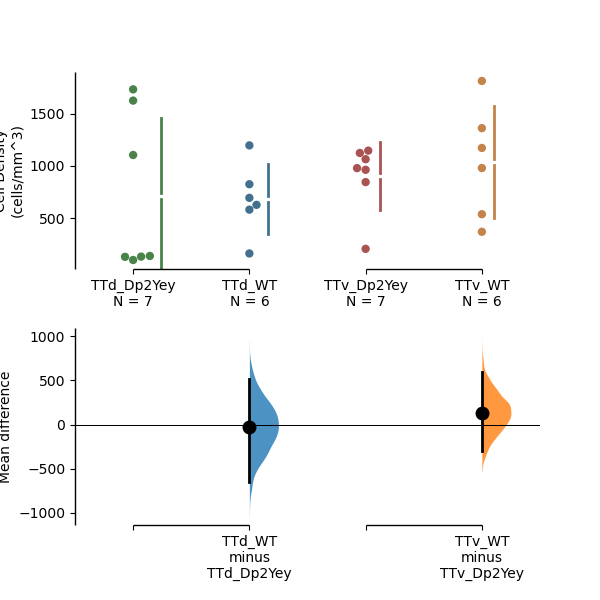 Cell Density
(cells/mm^3)
1500
1000
500
TTd_Dp2Yey
N = 7
TTd_WT
N = 6
TTv_Dp2Yey
N = 7
TTv_WT
N = 6
Mean difference
1000
500
0
−500
−1000
TTd_WT
minus
TTd_Dp2Yey
TTv_WT
minus
TTv_Dp2Yey